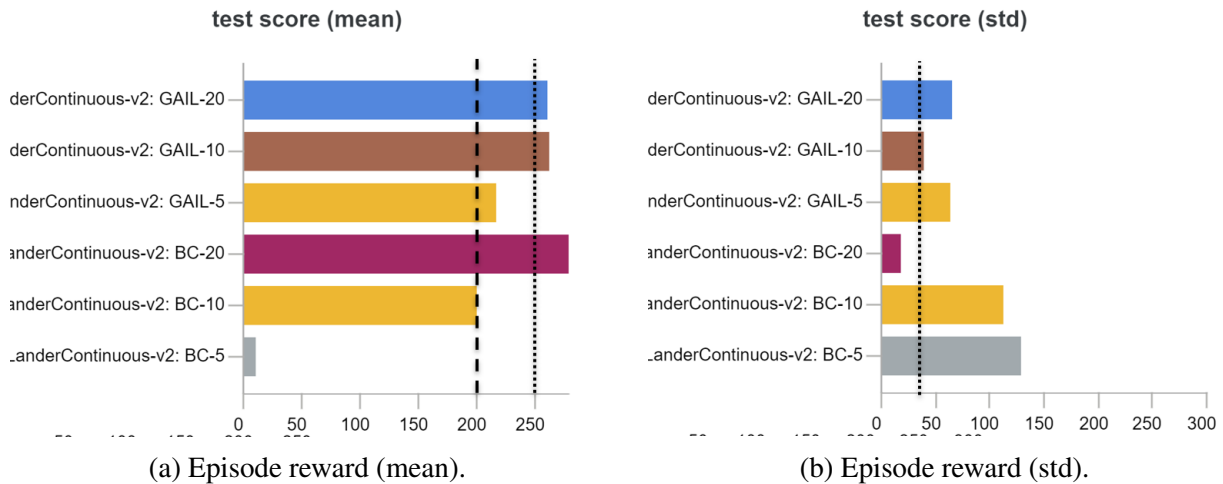 test score (mean)
derContinuous-v2: GAIL-20
derContinuous-v2: GAIL-10
nderContinuous-v2: GAIL-5
anderContinuous-v2: BC-20
anderContinuous-v2: BC-10
LanderContinuous-v2: BC-5
0 50 100 150 200 250
(a) Episode reward (mean).
test score (std)
derContinuous-v2: GAIL-20
derContinuous-v2: GAIL-10
nderContinuous-v2: GAIL-5
anderContinuous-v2: BC-20
anderContinuous-v2: BC-10
LanderContinuous-v2: BC-5
0 50 100 150 200 250 300
(b) Episode reward (std).